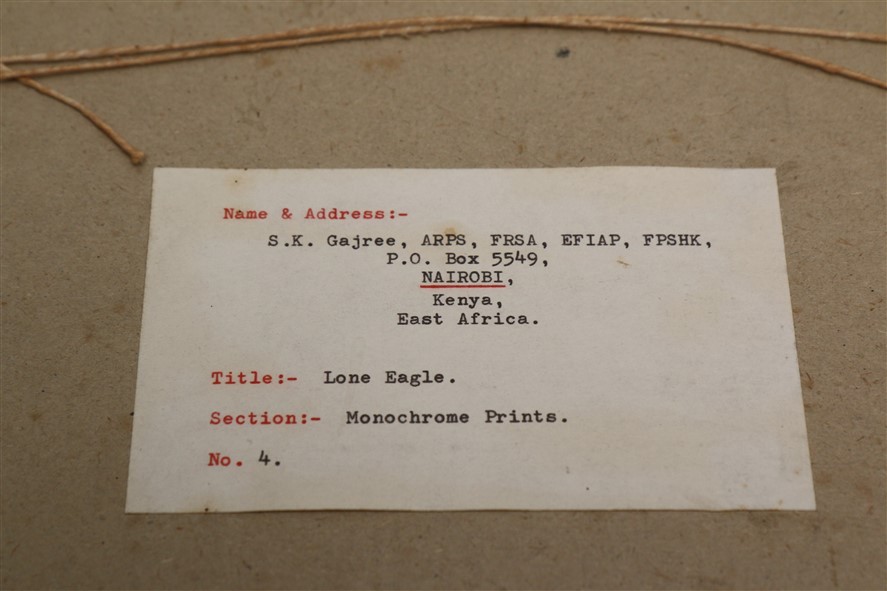 Name & Address:-
S.K. Gajree, ARPS, FRSA, EFIAP, FPSHK,
P.O. Box 5549,
NAIROBI,
Kenya,
East Africa.
Title:- Lone Eagle.
Section:- Monochrome Prints.
No. 4.